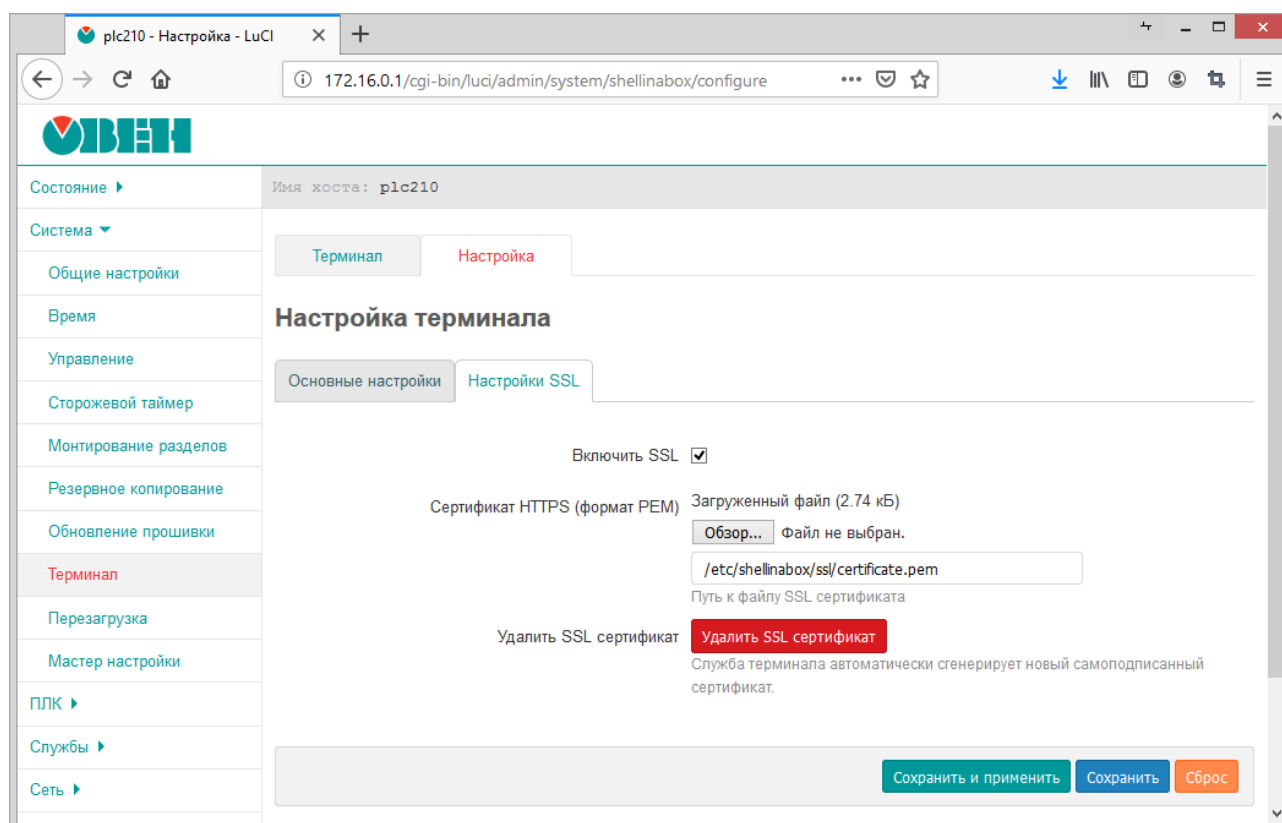 plc210 - Настройка - LuCI
172.16.0.1/cgi-bin/luci/admin/system/shellinabox/configure
ОВЕН
Состояние
Имя хоста: plc210
Система
Терминал Настройка
Общие настройки
Время
Настройка терминала
Управление
Основные настройки Настройки SSL
Сторожевой таймер
Монтирование разделов
Включить SSL
Резервное копирование
Сертификат HTTPS (формат PEM) Загруженный файл (2.74 кБ)
Обновление прошивки
Обзор... Файл не выбран.
Терминал
/etc/shellinabox/ssl/certificate.pem
Путь к файлу SSL сертификата
Перезагрузка
Удалить SSL сертификат Удалить SSL сертификат
Мастер настройки
Служба терминала автоматически сгенерирует новый самоподписанный
сертификат.
ПЛК
Службы
Сохранить и применить Сохранить Сброс
Сеть